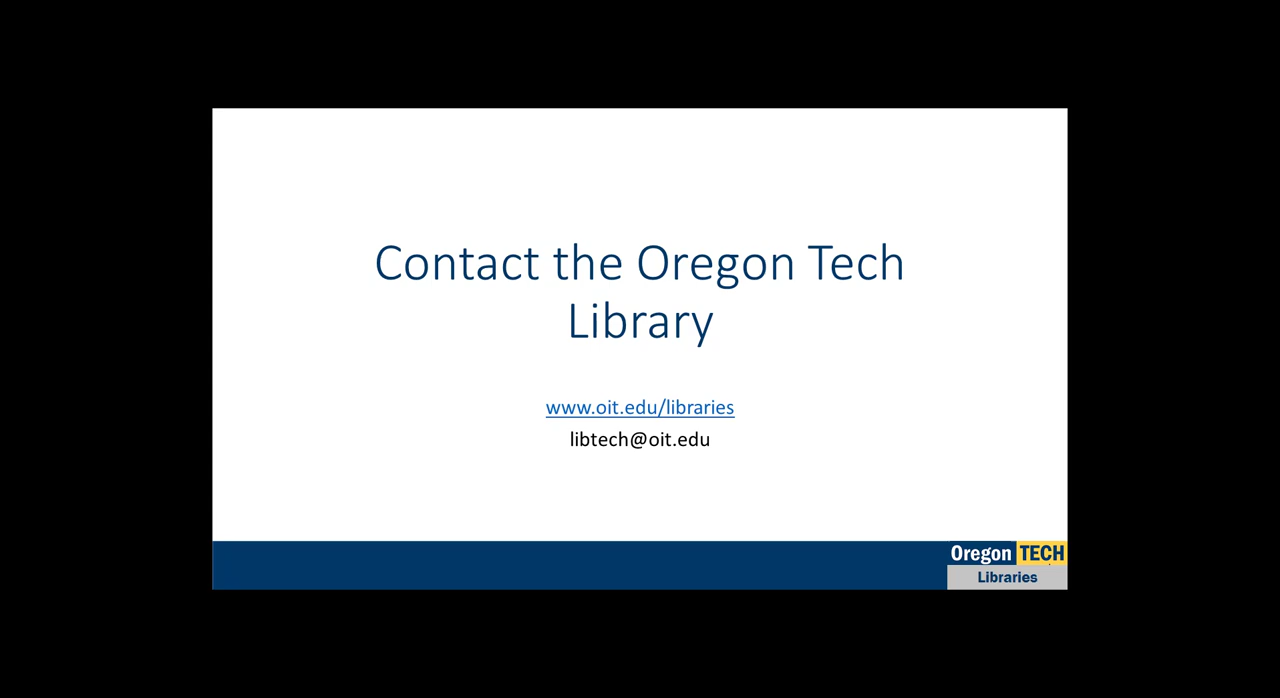 Contact the Oregon Tech
Library
www.oit.edu/libraries
libtech@oit.edu
Oregon TECH
Libraries